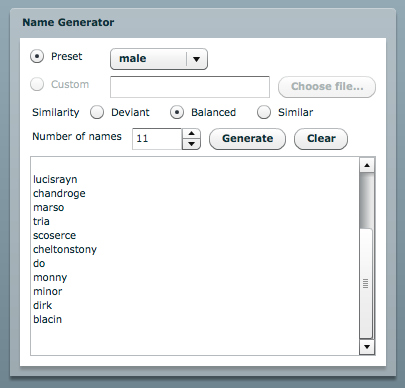 Name Generator
Preset male
Custom Choose file...
Similarity Deviant Balanced Similar
Number of names 11 Generate Clear
lucisrayn
chandroge
marso
tria
scoserce
cheltonstony
do
monny
minor
dirk
blacin